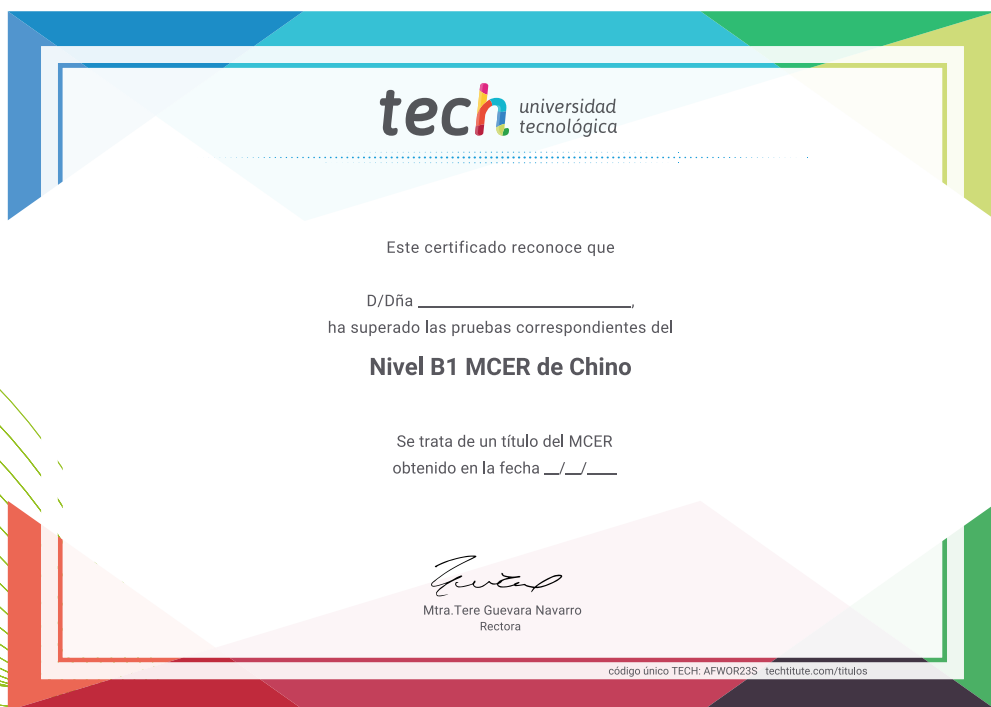 tech universidad
tecnológica
Este certificado reconoce que
D/Dña ____________________,
ha superado las pruebas correspondientes del
Nivel B1 MCER de Chino
Se trata de un título del MCER
obtenido en la fecha __/__/____
Mtra.Tere Guevara Navarro
Rectora
código único TECH: AFWOR23S techtitute.com/titulos